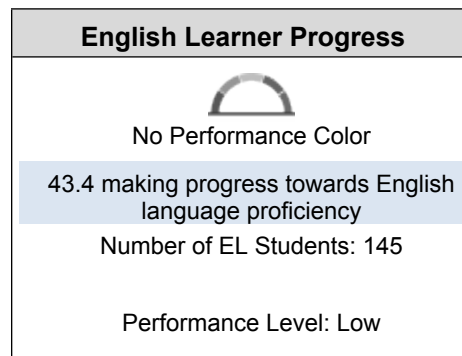 English Learner Progress
No Performance Color
43.4 making progress towards English
language proficiency
Number of EL Students: 145
Performance Level: Low